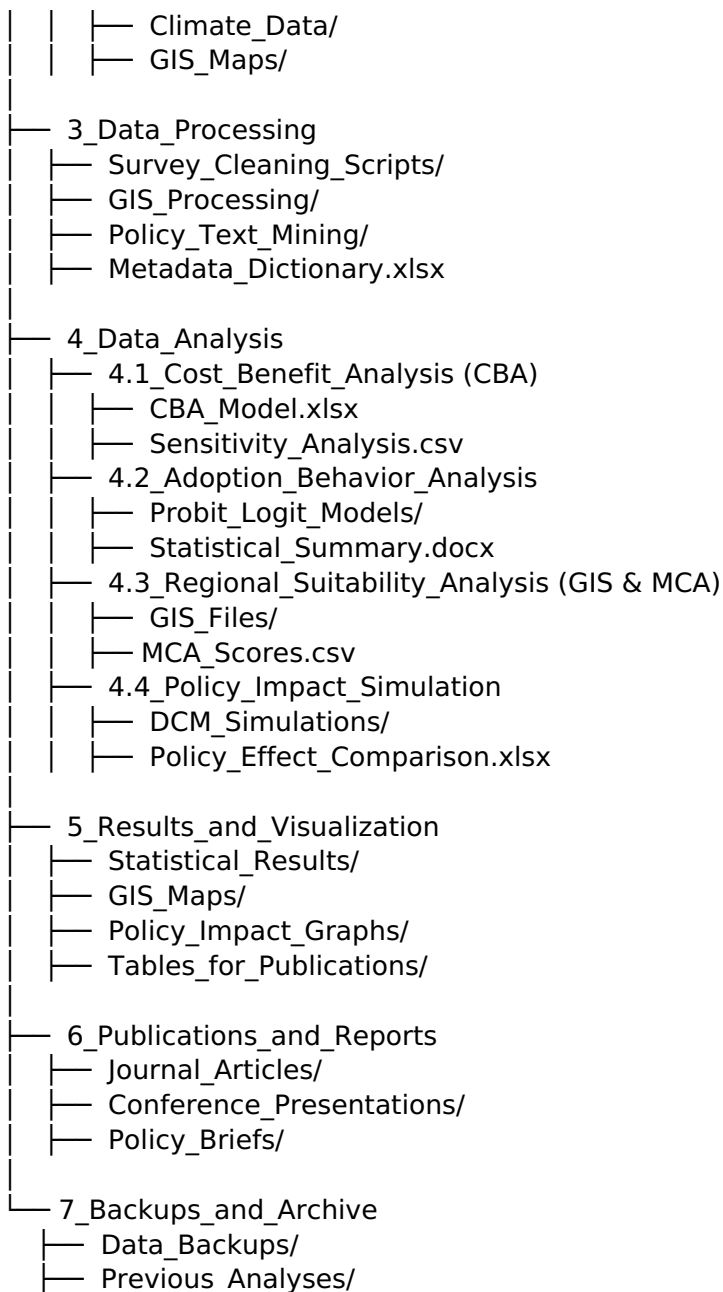 │ │ ├── Climate_Data/
│ │ ├── GIS_Maps/
│
├── 3_Data_Processing
│ ├── Survey_Cleaning_Scripts/
│ ├── GIS_Processing/
│ ├── Policy_Text_Mining/
│ ├── Metadata_Dictionary.xlsx
│
├── 4_Data_Analysis
│ ├── 4.1_Cost_Benefit_Analysis (CBA)
│ │ ├── CBA_Model.xlsx
│ │ ├── Sensitivity_Analysis.csv
│ ├── 4.2_Adoption_Behavior_Analysis
│ │ ├── Probit_Logit_Models/
│ │ ├── Statistical_Summary.docx
│ ├── 4.3_Regional_Suitability_Analysis (GIS & MCA)
│ │ ├── GIS_Files/
│ │ ├── MCA_Scores.csv
│ ├── 4.4_Policy_Impact_Simulation
│ │ ├── DCM_Simulations/
│ │ ├── Policy_Effect_Comparison.xlsx
│
├── 5_Results_and_Visualization
│ ├── Statistical_Results/
│ ├── GIS_Maps/
│ ├── Policy_Impact_Graphs/
│ ├── Tables_for_Publications/
│
├── 6_Publications_and_Reports
│ ├── Journal_Articles/
│ ├── Conference_Presentations/
│ ├── Policy_Briefs/
│
└── 7_Backups_and_Archive
├── Data_Backups/
├── Previous_Analyses/